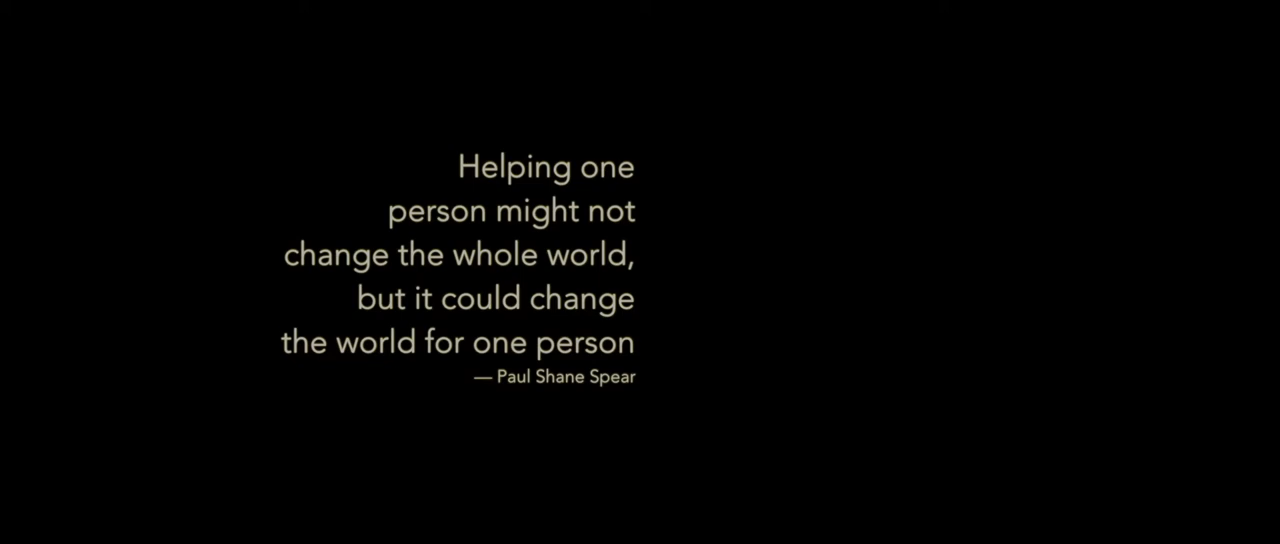 Helping one
person might not
change the whole world,
but it could change
the world for one person
— Paul Shane Spear